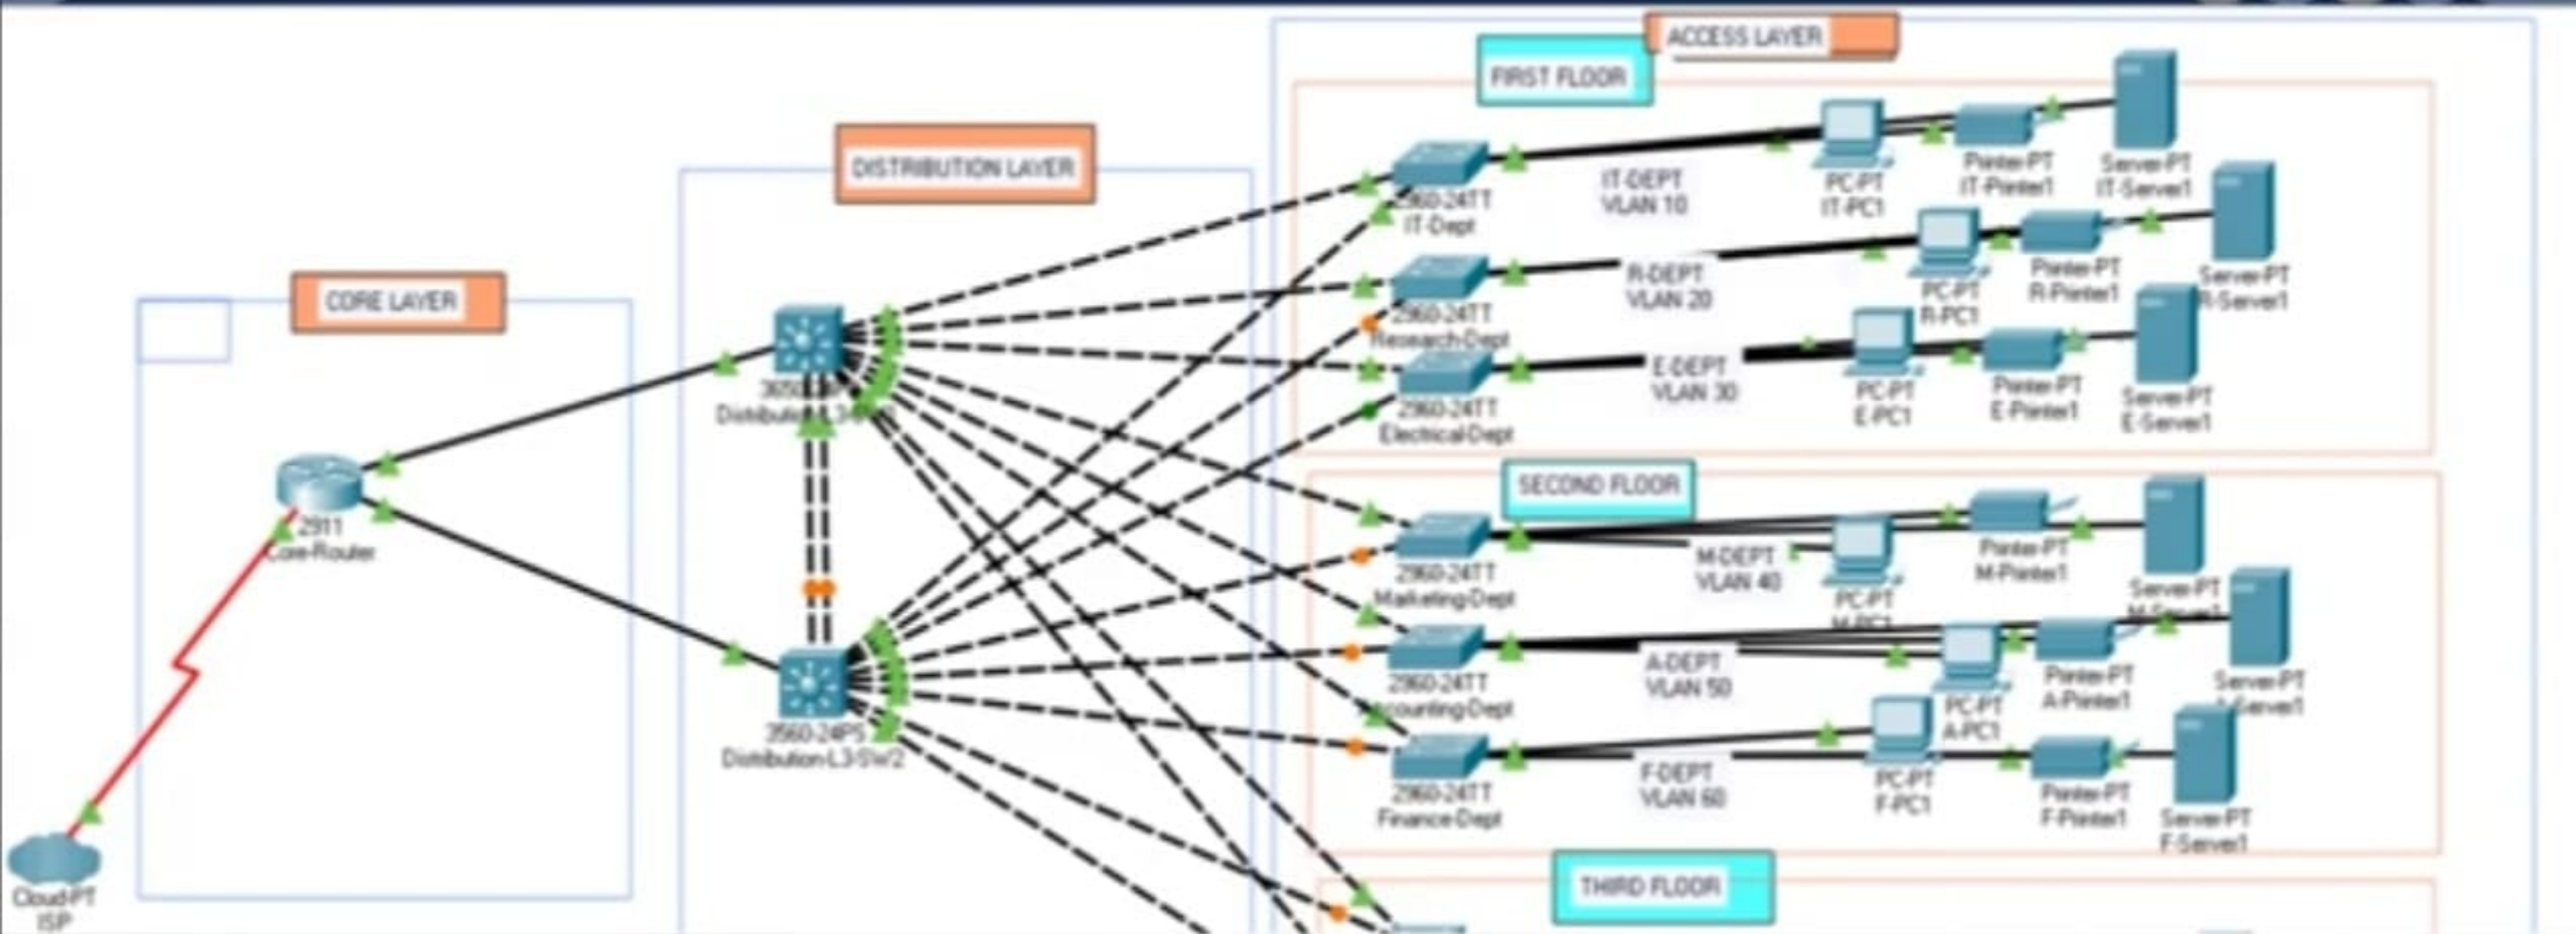 ACCESS LAYER
FIRST FLOOR
DISTRIBUTION LAYER
CORE LAYER
2960-24TT
IT-Dept
IT-DEPT
VLAN 10
PC-PT
IT-PC1
Printer-PT
IT-Printer1
Server-PT
IT-Server1
2960-24TT
Research-Dept
R-DEPT
VLAN 20
PC-PT
R-PC1
Printer-PT
R-Printer1
Server-PT
R-Server1
2960-24TT
Electrical-Dept
E-DEPT
VLAN 30
PC-PT
E-PC1
Printer-PT
E-Printer1
Server-PT
E-Server1
2911
Core-Router
3560-24PS
Distribution-L3-SW2
Cloud-PT
ISP
SECOND FLOOR
2960-24TT
Marketing-Dept
M-DEPT
VLAN 40
PC-PT
M-PC1
Printer-PT
M-Printer1
Server-PT
M-Server1
2960-24TT
counting-Dept
A-DEPT
VLAN 50
PC-PT
A-PC1
Printer-PT
A-Printer1
Server-PT
2960-24TT
Finance-Dept
F-DEPT
VLAN 60
PC-PT
F-PC1
Printer-PT
F-Printer1
Server-PT
F-Server1
THIRD FLOOR